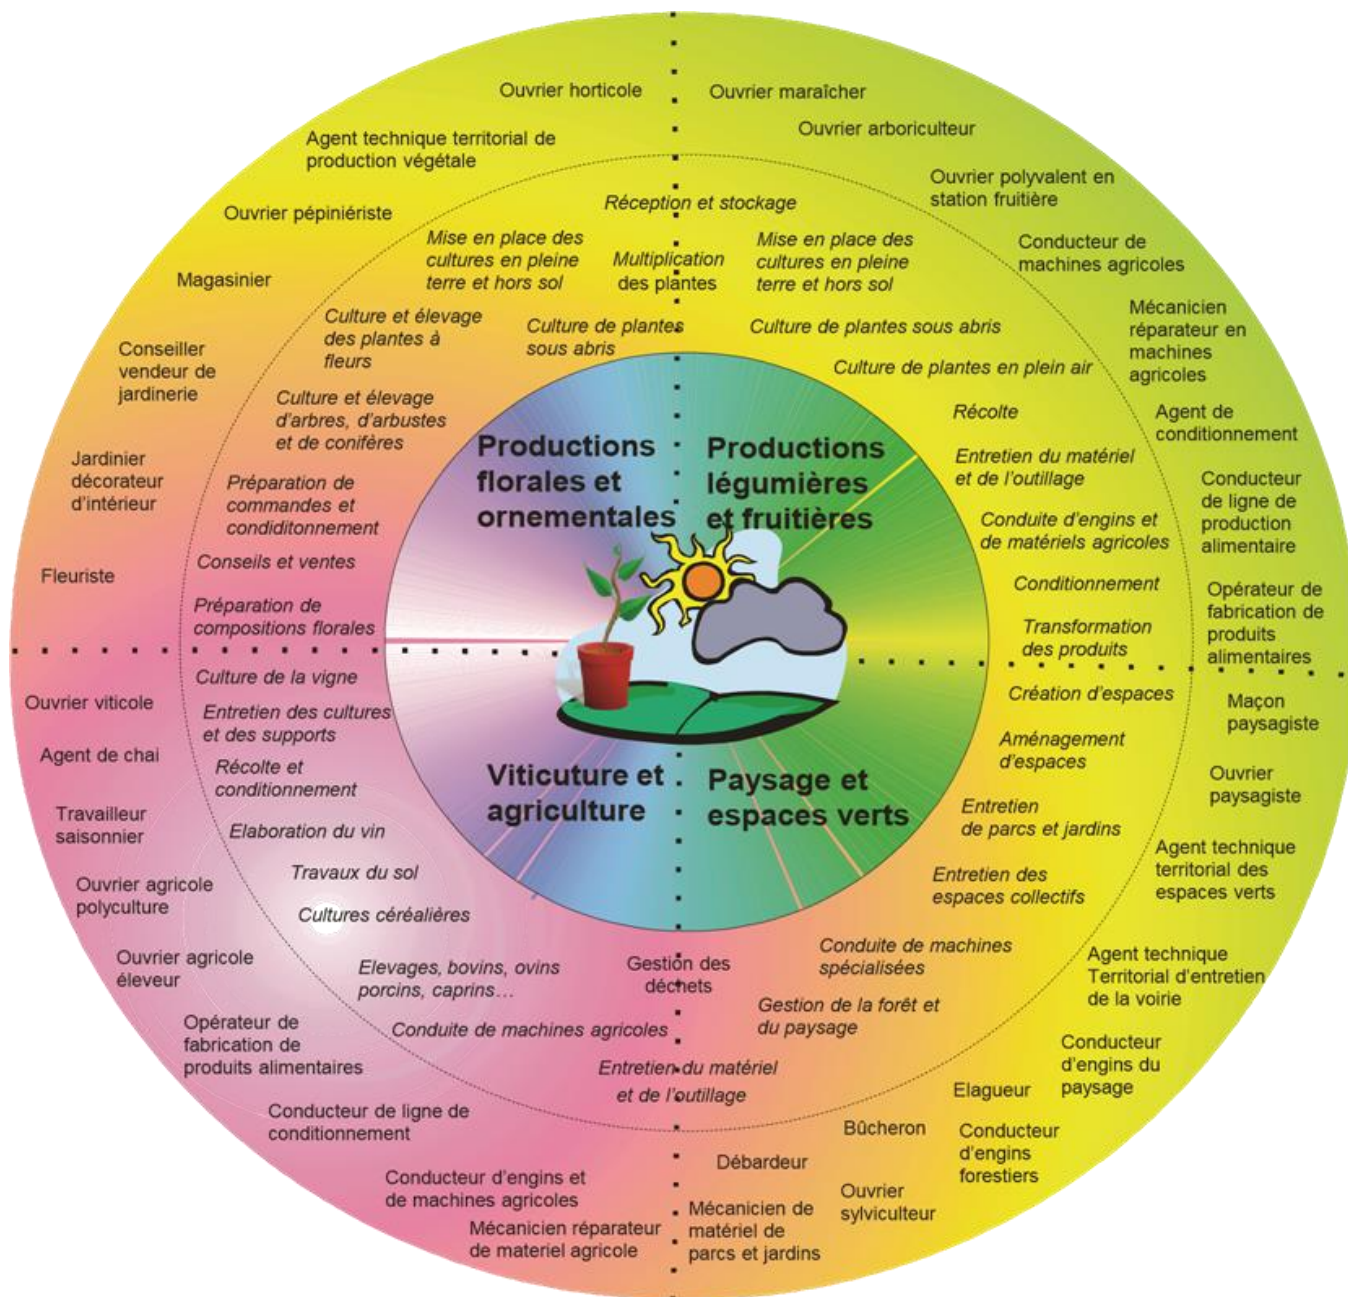 Ouvrier horticole
Agent technique territorial de
production végétale
Ouvrier pépiniériste
Magasinier
Conseiller
vendeur de
jardinerie
Jardinier
décorateur
d'intérieur
Fleuriste
Ouvrier maraîcher
Ouvrier arboriculteur
Ouvrier polyvalent en
station fruitière
Conducteur de
machines agricoles
Mécanicien
réparateur en
machines
agricoles
Agent de
conditionnement
Conducteur
de ligne de
production
alimentaire
Opérateur de
fabrication de
produits
alimentaires
Réception et stockage
Mise en place des
cultures en pleine
terre et hors sol
Multiplication
des plantes
Mise en place des
cultures en pleine
terre et hors sol
Culture et élevage
des plantes à
fleurs
Culture de plantes
sous abris
Culture de plantes sous abris
Culture de plantes en plein air
Culture et élevage
d'arbres, d'arbustes
et de conifères
Récolte
Préparation de
commandes et
condiditonnement
Entretien du matériel
et de l'outillage
Conseils et ventes
Conduite d'engins et
de matériels agricoles
Préparation de
compositions florales
Conditionnement
Transformation
des produits
Productions
florales et
ornementales
Productions
légumières
et fruitières
Viticuture et
agriculture
Paysage et
espaces verts
Culture de la vigne
Entretien des cultures
et des supports
Récolte et
conditionnement
Elaboration du vin
Travaux du sol
Cultures céréalières
Elevages, bovins, ovins
porcins, caprins…
Conduite de machines agricoles
Gestion des
déchets
Entretien du matériel
et de l'outillage
Création d'espaces
Aménagement
d'espaces
Entretien
de parcs et jardins
Entretien des
espaces collectifs
Conduite de machines
spécialisées
Gestion de la forêt et
du paysage
Ouvrier viticole
Agent de chai
Travailleur
saisonnier
Ouvrier agricole
polyculture
Ouvrier agricole
éleveur
Opérateur de
fabrication de
produits alimentaires
Conducteur de ligne de
conditionnement
Conducteur d'engins et
de machines agricoles
Mécanicien réparateur
de materiel agricole
Maçon
paysagiste
Ouvrier
paysagiste
Agent technique
territorial des
espaces verts
Agent technique
Territorial d'entretien
de la voirie
Conducteur
d'engins du
paysage
Elagueur
Bûcheron
Conducteur
d'engins
forestiers
Débardeur
Ouvrier
sylviculteur
Mécanicien de
matériel de
parcs et jardins